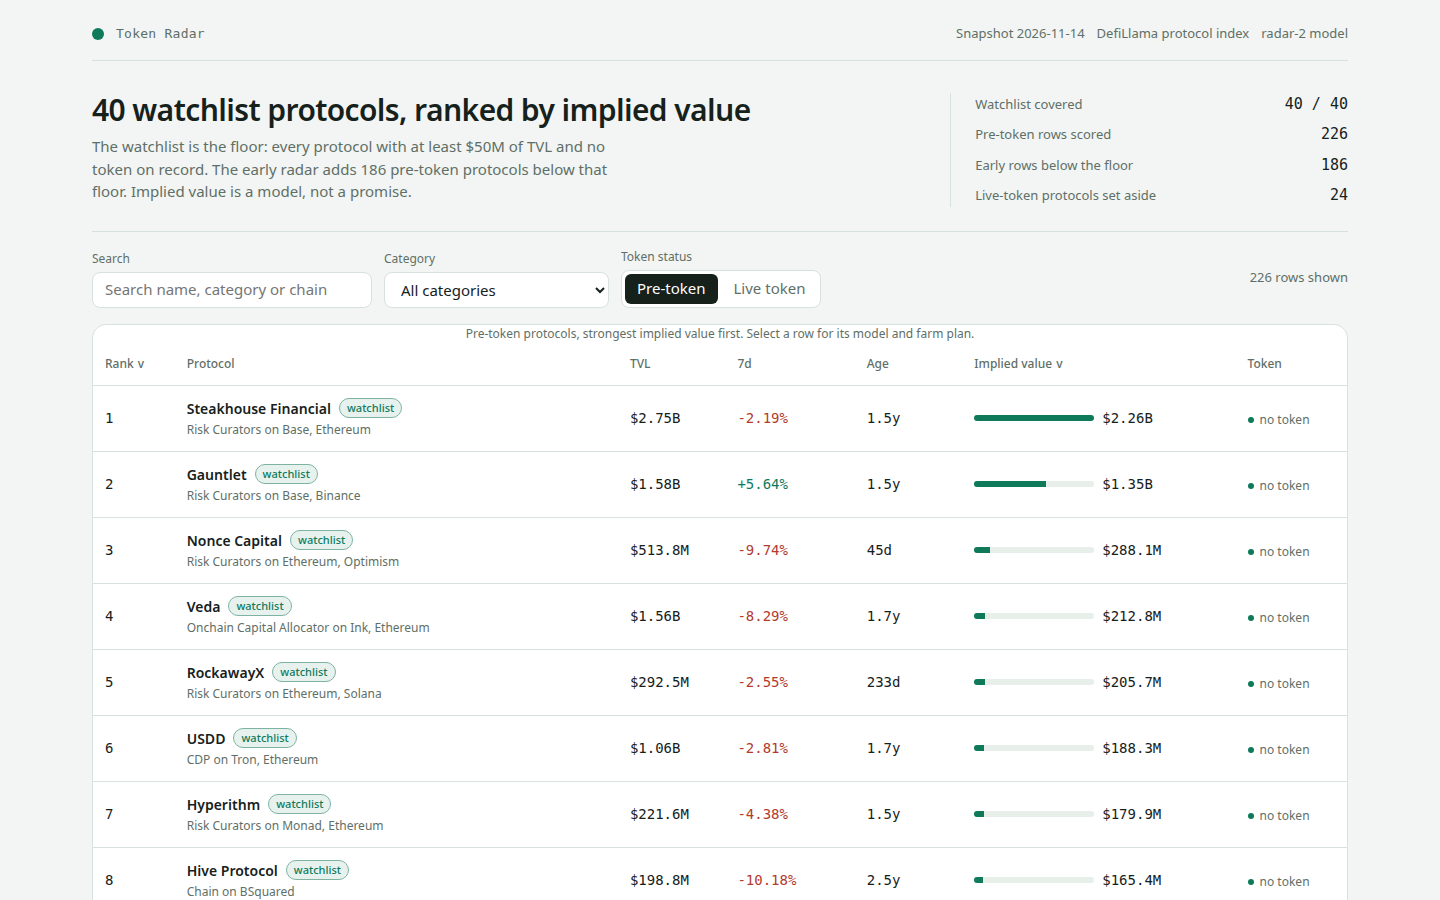 Token Radar
Snapshot 2026-11-14 DefiLlama protocol index radar-2 model
40 watchlist protocols, ranked by implied value
The watchlist is the floor: every protocol with at least $50M of TVL and no
token on record. The early radar adds 186 pre-token protocols below that
floor. Implied value is a model, not a promise.
Watchlist covered 40 / 40
Pre-token rows scored 226
Early rows below the floor 186
Live-token protocols set aside 24
Search
Search name, category or chain
Category
All categories
Token status
Pre-token Live token
226 rows shown
Pre-token protocols, strongest implied value first. Select a row for its model and farm plan.
Rank v Protocol TVL 7d Age Implied value v Token
1 Steakhouse Financial watchlist $2.75B -2.19% 1.5y $2.26B no token
Risk Curators on Base, Ethereum
2 Gauntlet watchlist $1.58B +5.64% 1.5y $1.35B no token
Risk Curators on Base, Binance
3 Nonce Capital watchlist $513.8M -9.74% 45d $288.1M no token
Risk Curators on Ethereum, Optimism
4 Veda watchlist $1.56B -8.29% 1.7y $212.8M no token
Onchain Capital Allocator on Ink, Ethereum
5 RockawayX watchlist $292.5M -2.55% 233d $205.7M no token
Risk Curators on Ethereum, Solana
6 USDD watchlist $1.06B -2.81% 1.7y $188.3M no token
CDP on Tron, Ethereum
7 Hyperithm watchlist $221.6M -4.38% 1.5y $179.9M no token
Risk Curators on Monad, Ethereum
8 Hive Protocol watchlist $198.8M -10.18% 2.5y $165.4M no token
Chain on BSquared